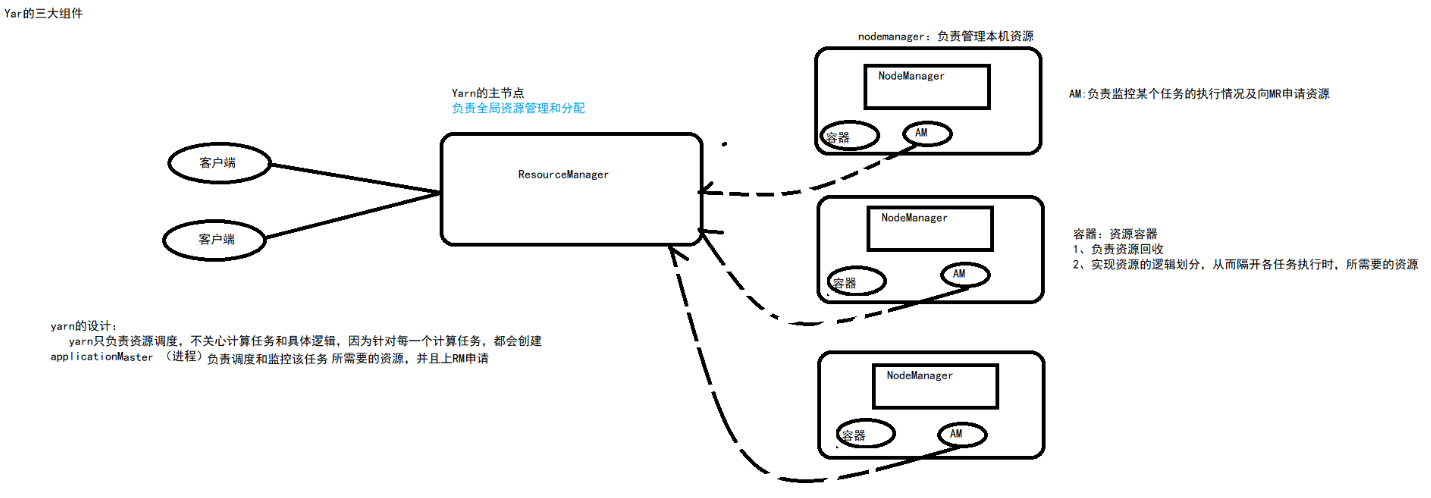 Yar的三大组件
nodemanager：负责管理本机资源
NodeManager
Yarn的主节点
负责全局资源管理和分配
AM:负责监控某个任务的执行情况及向MR申请资源
容器
AM
客户端
ResourceManager
NodeManager
客户端
容器：资源容器
1、负责资源回收
2、实现资源的逻辑划分，从而隔开各任务执行时，所需要的资源
容器
AM
yarn的设计：
yarn只负责资源调度，不关心计算任务和具体逻辑，因为针对每一个计算任务，都会创建
applicationMaster （进程）负责调度和监控该任务 所需要的资源，并且上RM申请
NodeManager
容器
AM